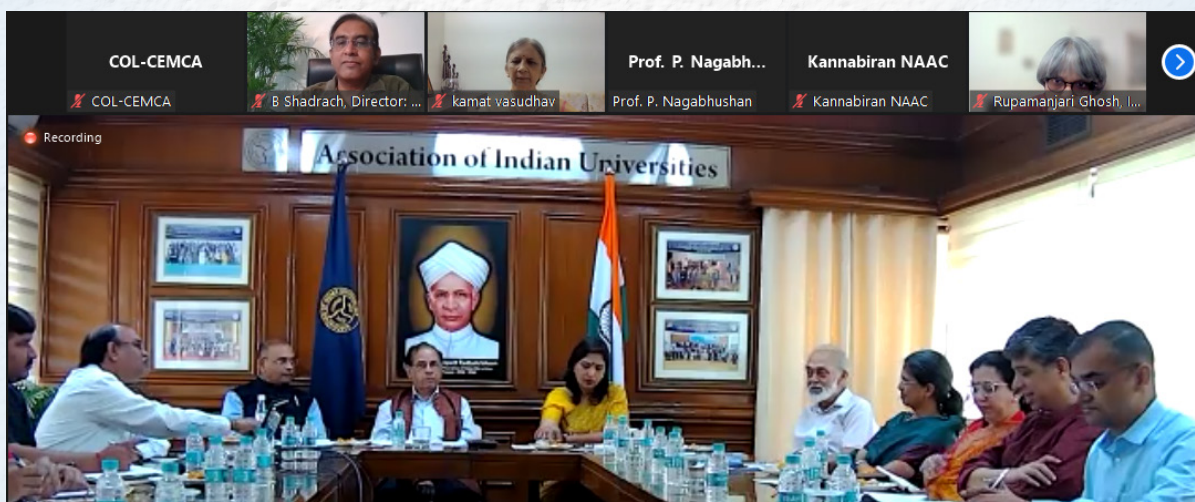 COL-CEMCA
COL-CEMCA
B Shadrach, Director: ...
kamat vasudhav
Prof. P. Nagabh...
Prof. P. Nagabhushan
Kannabiran NAAC
Kannabiran NAAC
Rupamanjari Ghosh, I...
Recording
Association of Indian Universities